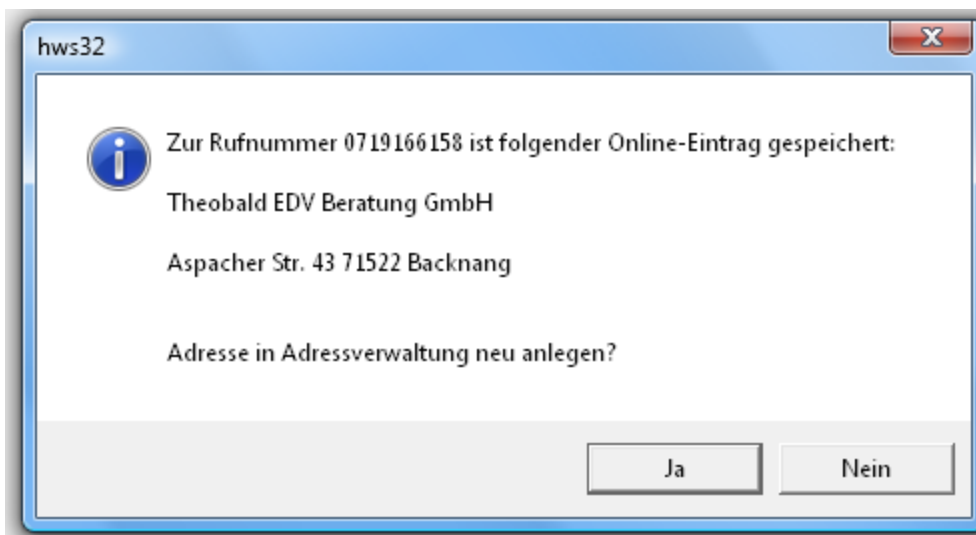 hws32
Zur Rufnummer 0719166158 ist folgender Online-Eintrag gespeichert:
Theobald EDV Beratung GmbH
Aspacher Str. 43 71522 Backnang
Adresse in Adressverwaltung neu anlegen?
Ja
Nein